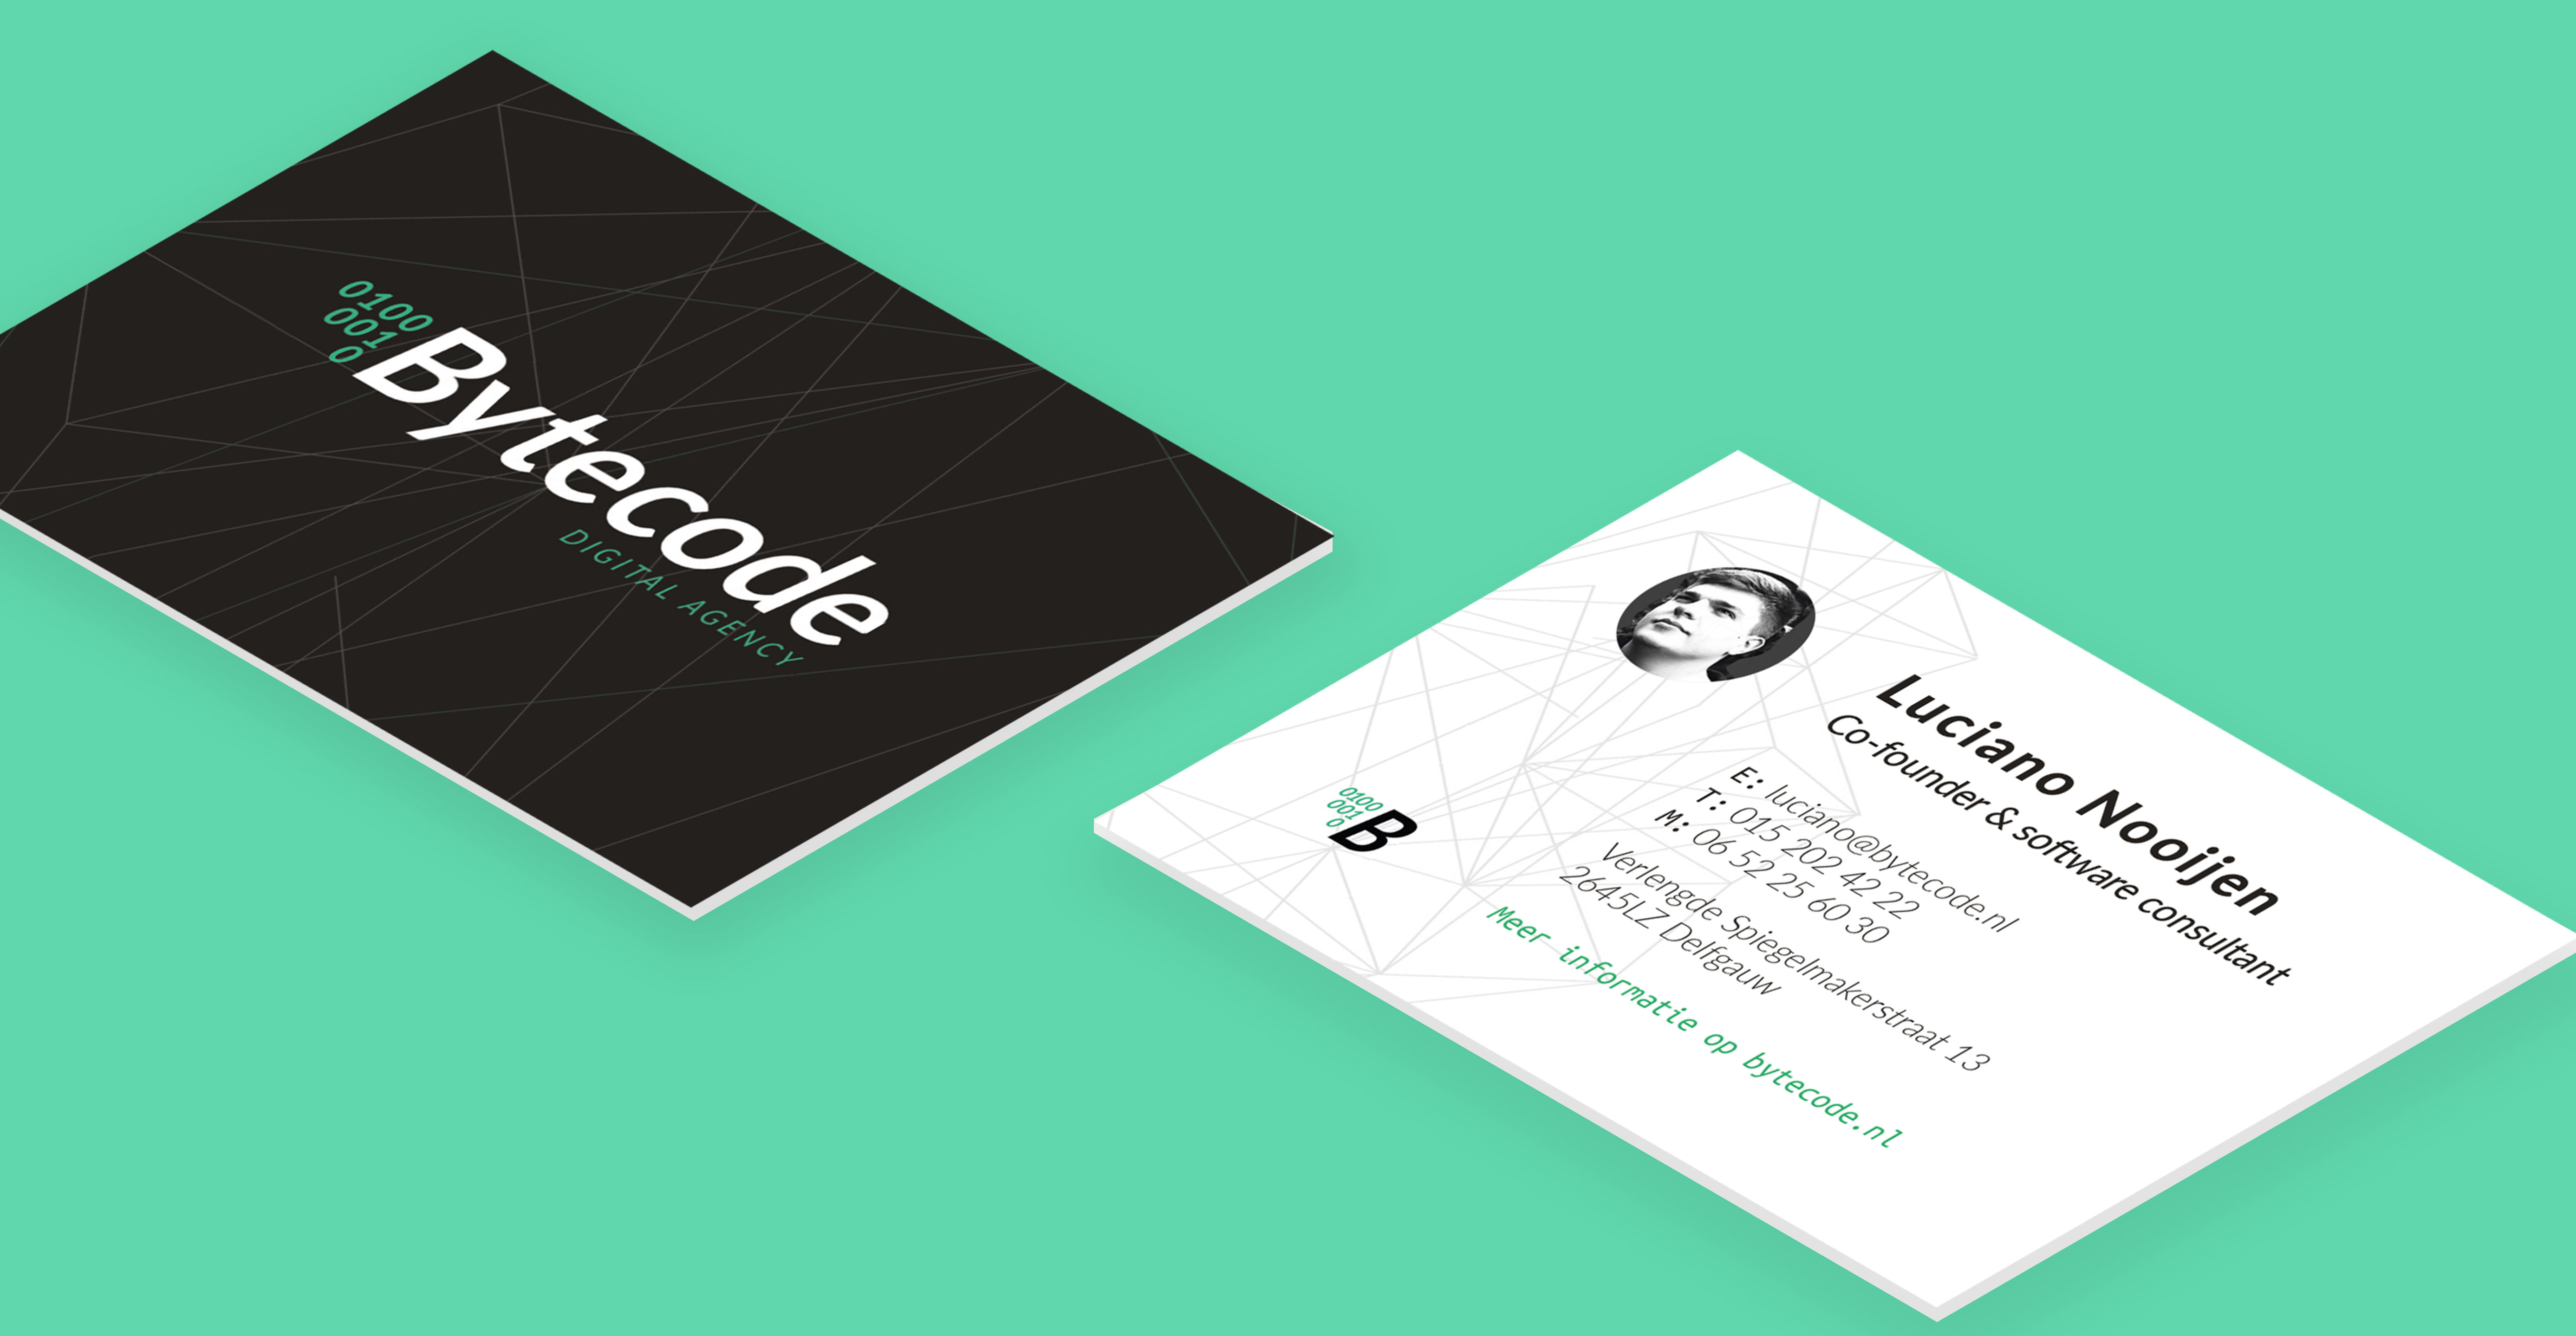 0100
001
0
Bytecode
DIGITAL AGENCY
Luciano Nooijen
Co-founder & software consultant
E: luciano@bytecode.nl
T: 015 202 42 22
M: 06 52 25 60 30
Verlengde Spiegelmakerstraat 13
2645LZ Delfgauw
Meer informatie op bytecode.nl
0100
001
0
B